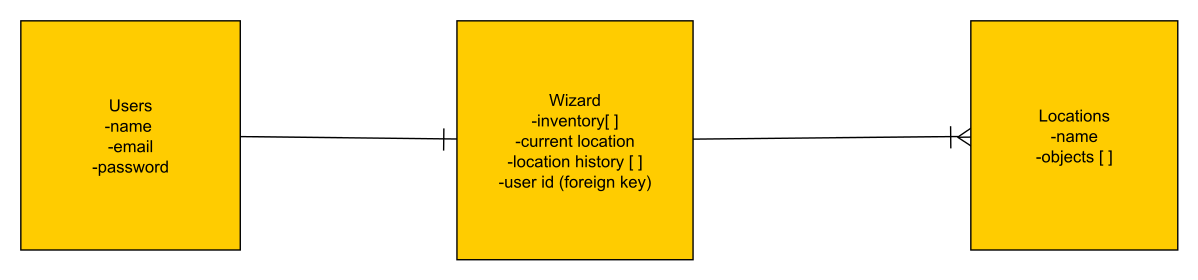 Users
-name
-email
-password
Wizard
-inventory[ ]
-current location
-location history [ ]
-user id (foreign key)
Locations
-name
-objects [ ]